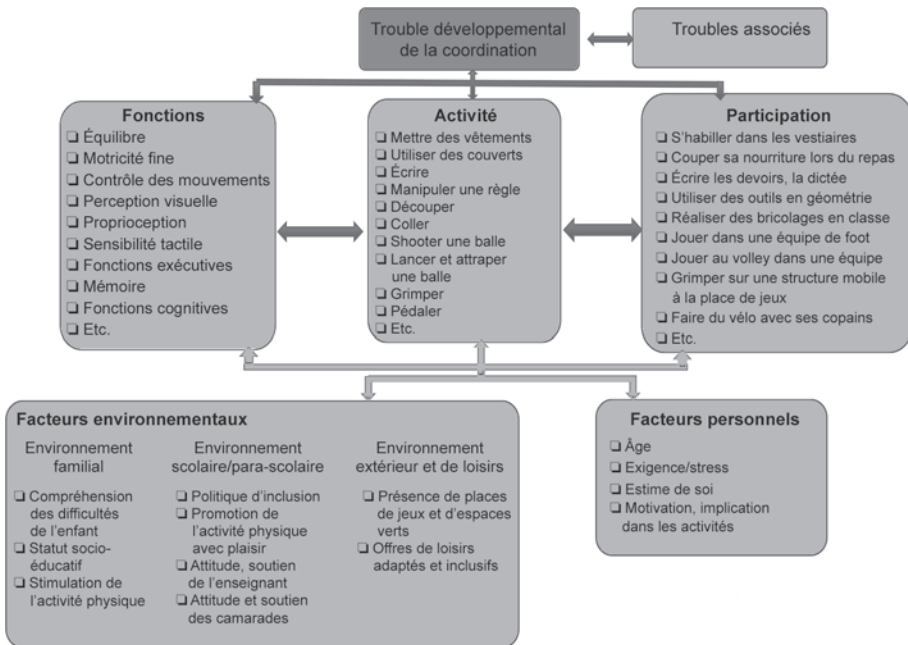 Trouble développemental
de la coordination
Troubles associés
Fonctions
❑ Équilibre
❑ Motricité fine
❑ Contrôle des mouvements
❑ Perception visuelle
❑ Proprioception
❑ Sensibilité tactile
❑ Fonctions exécutives
❑ Mémoire
❑ Fonctions cognitives
❑ Etc.
Activité
❑ Mettre des vêtements
❑ Utiliser des couverts
❑ Écrire
❑ Manipuler une règle
❑ Découper
❑ Coller
❑ Shooter une balle
❑ Lancer et attraper
une balle
❑ Grimper
❑ Pédaler
❑ Etc.
Participation
❑ S’habiller dans les vestiaires
❑ Couper sa nourriture lors du repas
❑ Écrire les devoirs, la dictée
❑ Utiliser des outils en géométrie
❑ Réaliser des bricolages en classe
❑ Jouer dans une équipe de foot
❑ Jouer au volley dans une équipe
❑ Grimper sur une structure mobile
à la place de jeux
❑ Faire du vélo avec ses copains
❑ Etc.
Facteurs environnementaux
Environnement
familial
❑ Compréhension
des difficultés
de l’enfant
❑ Statut socio-
éducatif
❑ Stimulation de
l’activité physique
Environnement
scolaire/para-scolaire
❑ Politique d’inclusion
❑ Promotion de
l’activité physique
avec plaisir
❑ Attitude, soutien
de l’enseignant
❑ Attitude et soutien
des camarades
Environnement
extérieur et de loisirs
❑ Présence de places
de jeux et d’espaces
verts
❑ Offres de loisirs
adaptés et inclusifs
Facteurs personnels
❑ Âge
❑ Exigence/stress
❑ Estime de soi
❑ Motivation, implication
dans les activités